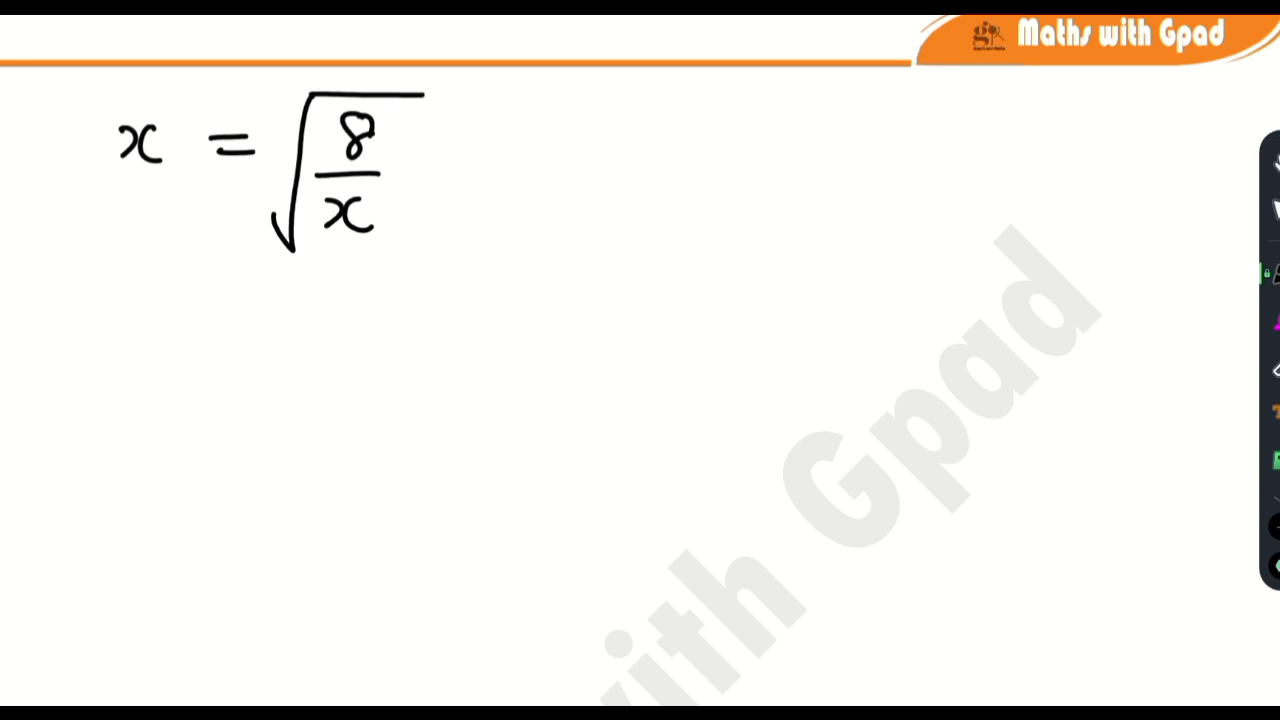 Maths with Gpad
x = √(8/x)
with Gpad